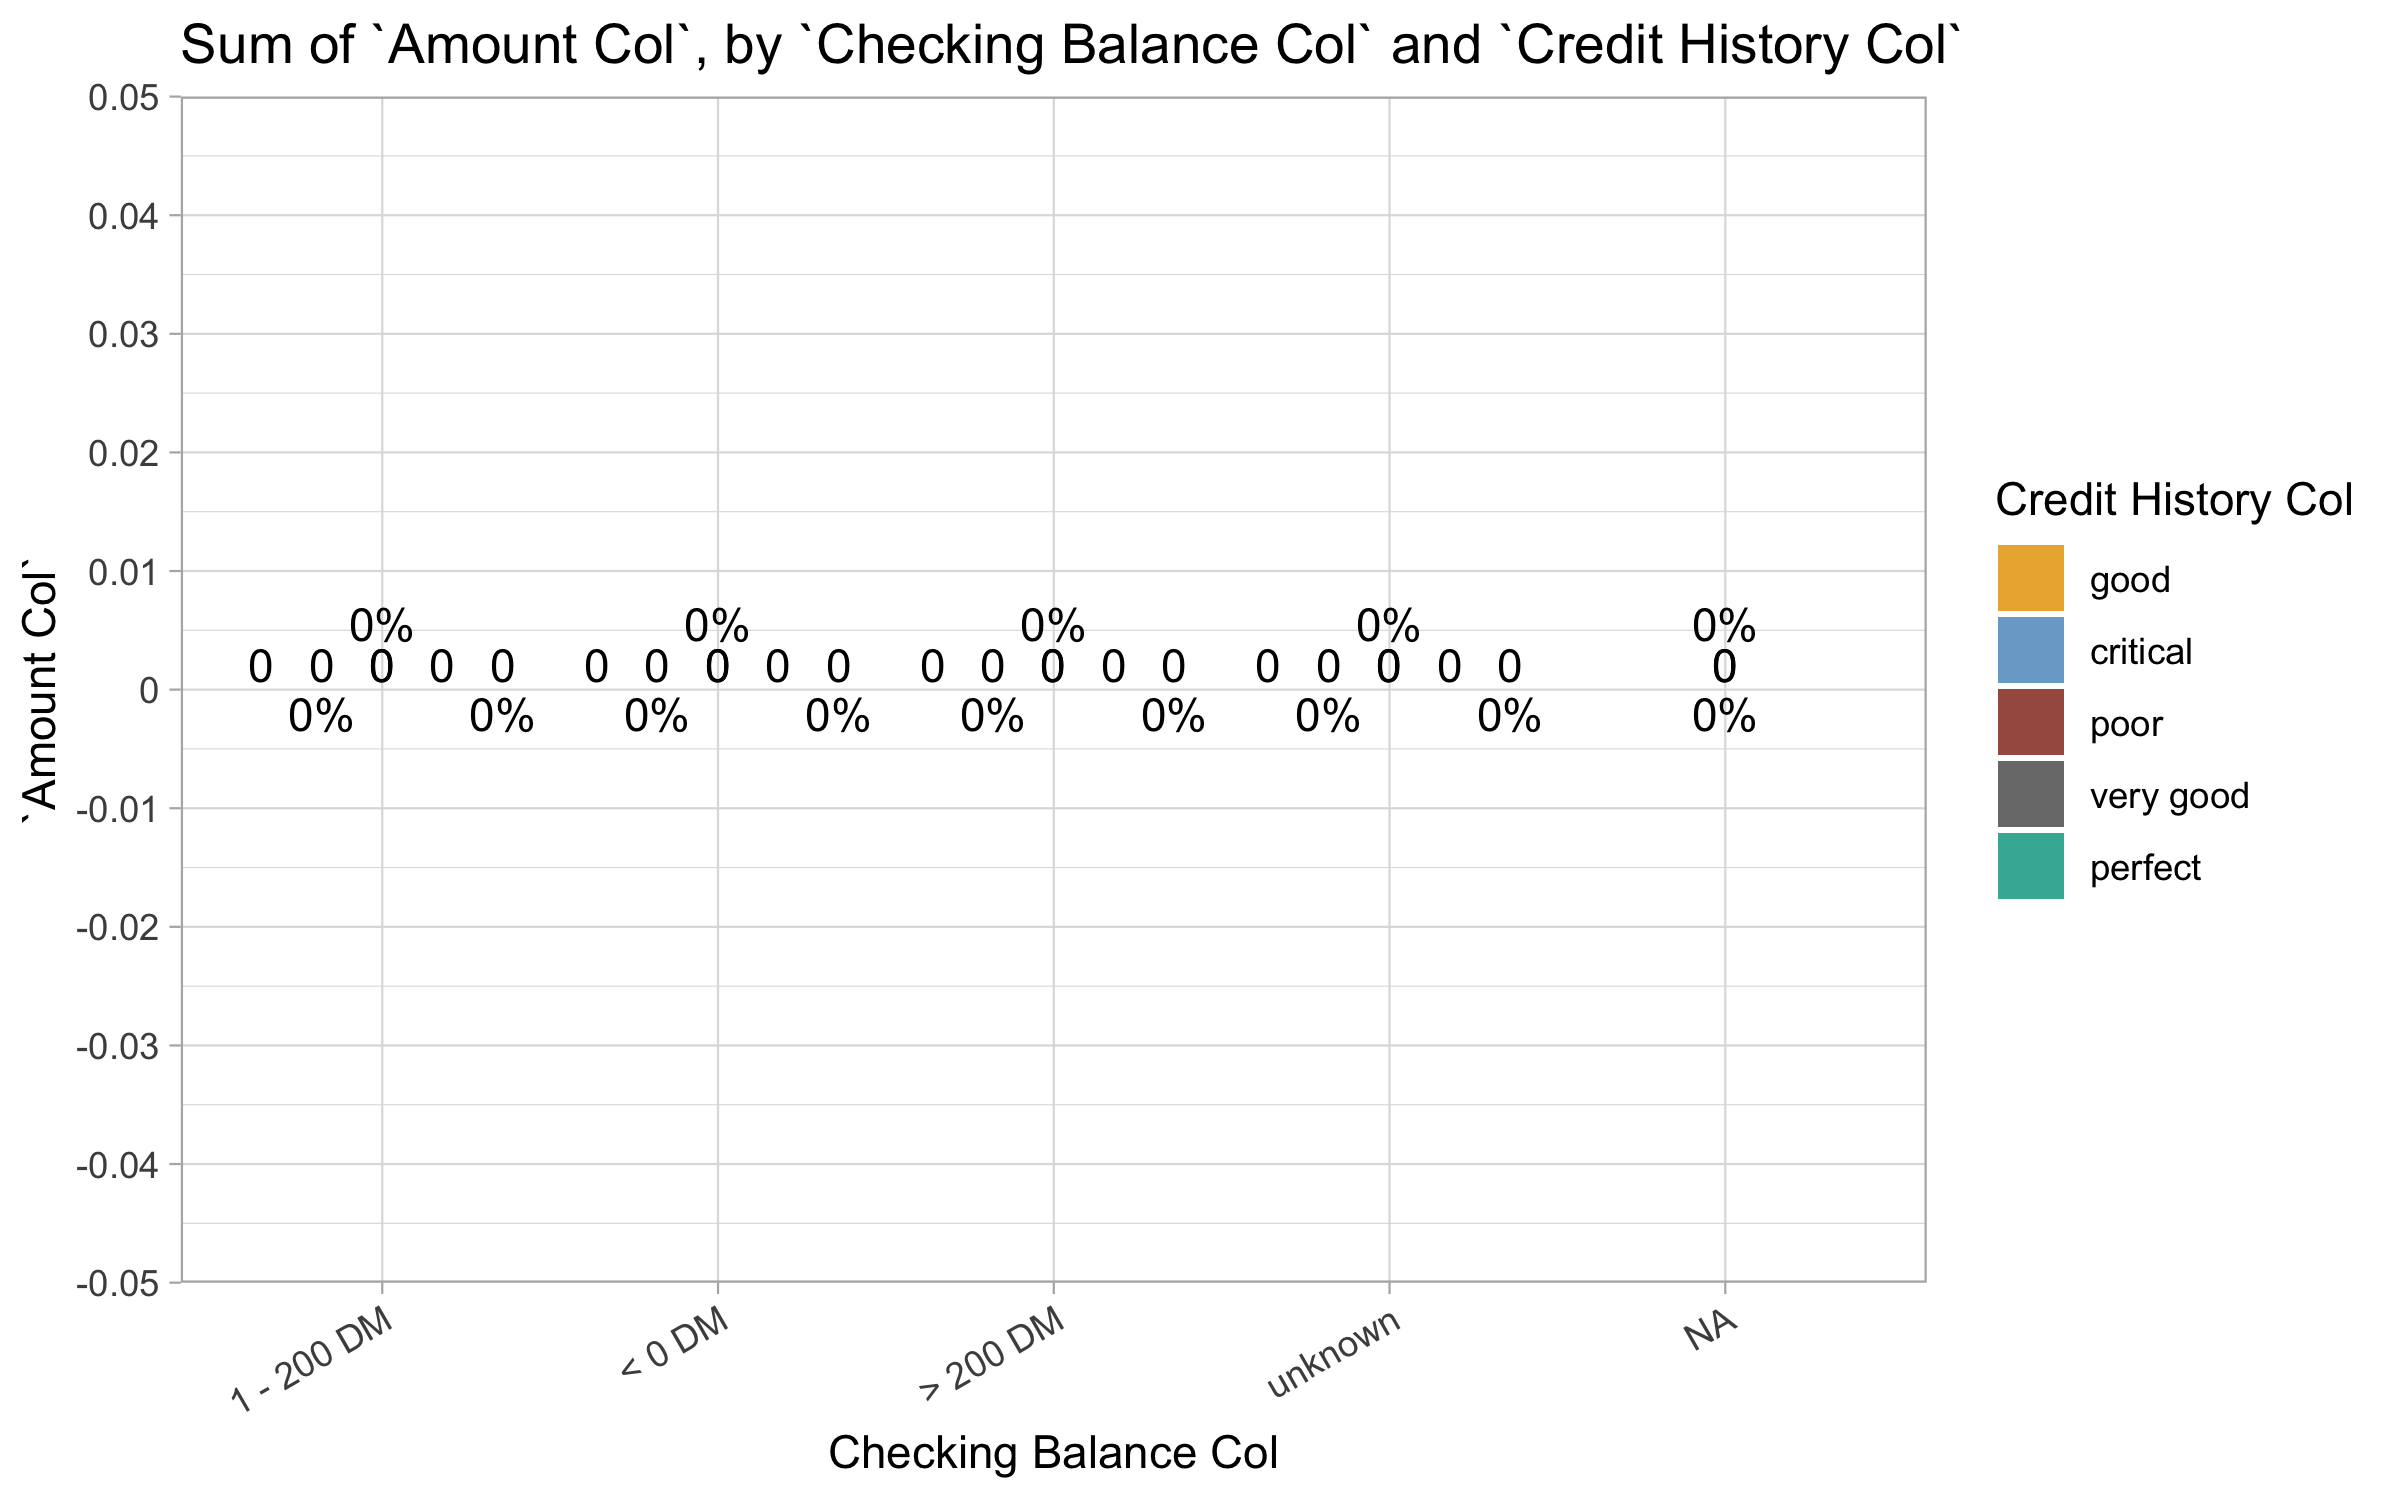 Sum of `Amount Col`, by `Checking Balance Col` and `Credit History Col`
0.05
0.04
0.03
0.02
0.01
0
-0.01
-0.02
-0.03
-0.04
-0.05
`Amount Col`
0% 0% 0% 0% 0%
0 0 0 0 0 0 0 0 0 0 0 0 0 0 0 0 0 0 0 0 0
0% 0% 0% 0% 0% 0% 0% 0% 0%
1 - 200 DM
< 0 DM
> 200 DM
unknown
NA
Checking Balance Col
Credit History Col
good
critical
poor
very good
perfect